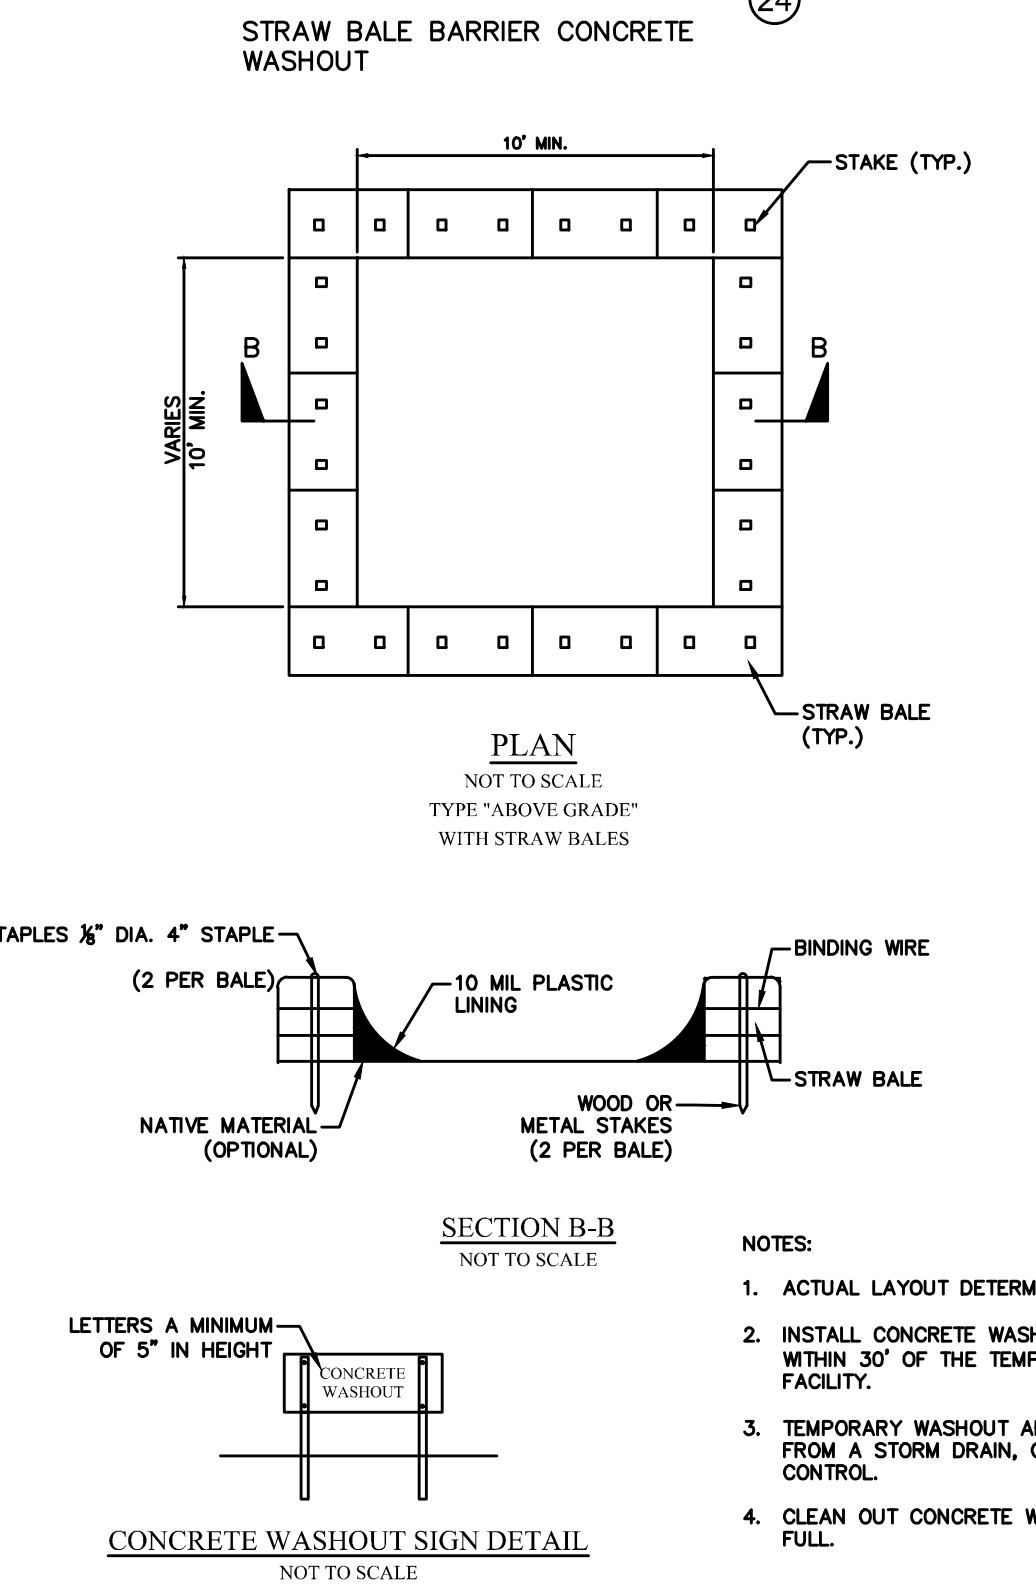 24
STRAW BALE BARRIER CONCRETE
WASHOUT
10' MIN.
STAKE (TYP.)
B
B
VARIES
10' MIN.
STRAW BALE
(TYP.)
PLAN
NOT TO SCALE
TYPE "ABOVE GRADE"
WITH STRAW BALES
TAPLES ⅛" DIA. 4" STAPLE
(2 PER BALE)
10 MIL PLASTIC
LINING
BINDING WIRE
STRAW BALE
NATIVE MATERIAL
(OPTIONAL)
WOOD OR
METAL STAKES
(2 PER BALE)
SECTION B-B
NOT TO SCALE
LETTERS A MINIMUM
OF 5" IN HEIGHT
CONCRETE
WASHOUT
CONCRETE WASHOUT SIGN DETAIL
NOT TO SCALE
NOTES:
1. ACTUAL LAYOUT DETERM
2. INSTALL CONCRETE WASH
WITHIN 30' OF THE TEMP
FACILITY.
3. TEMPORARY WASHOUT A
FROM A STORM DRAIN,
CONTROL.
4. CLEAN OUT CONCRETE W
FULL.